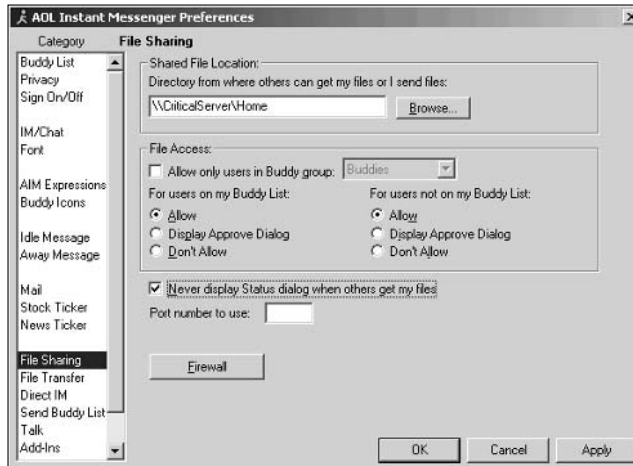 AOL Instant Messenger Preferences
Category
File Sharing
Buddy List
Privacy
Sign On/Off
IM/Chat
Font
AIM Expressions
Buddy Icons
Idle Message
Away Message
Mail
Stock Ticker
News Ticker
File Sharing
File Transfer
Direct IM
Send Buddy List
Talk
Add-Ins
Shared File Location:
Directory from where others can get my files or I send files:
\\CriticalServer\Home
Browse...
File Access:
Allow only users in Buddy group:
Buddies
For users on my Buddy List:
Allow
Display Approve Dialog
Don't Allow
For users not on my Buddy List:
Allow
Display Approve Dialog
Don't Allow
Never display Status dialog when others get my files
Port number to use:
Firewall
OK
Cancel
Apply